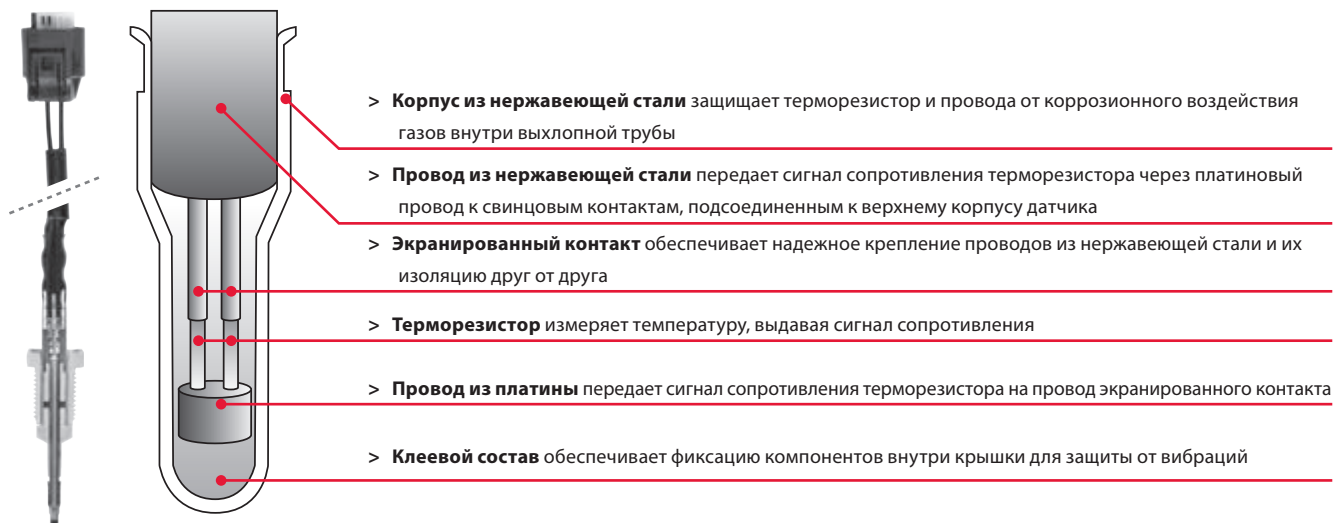 > Корпус из нержавеющей стали защищает терморезистор и провода от коррозионного воздействия
газов внутри выхлопной трубы
> Провод из нержавеющей стали передает сигнал сопротивления терморезистора через платиновый
провод к свинцовым контактам, подсоединенным к верхнему корпусу датчика
> Экранированный контакт обеспечивает надежное крепление проводов из нержавеющей стали и их
изоляцию друг от друга
> Терморезистор измеряет температуру, выдавая сигнал сопротивления
> Провод из платины передает сигнал сопротивления терморезистора на провод экранированного контакта
> Клеевой состав обеспечивает фиксацию компонентов внутри крышки для защиты от вибраций